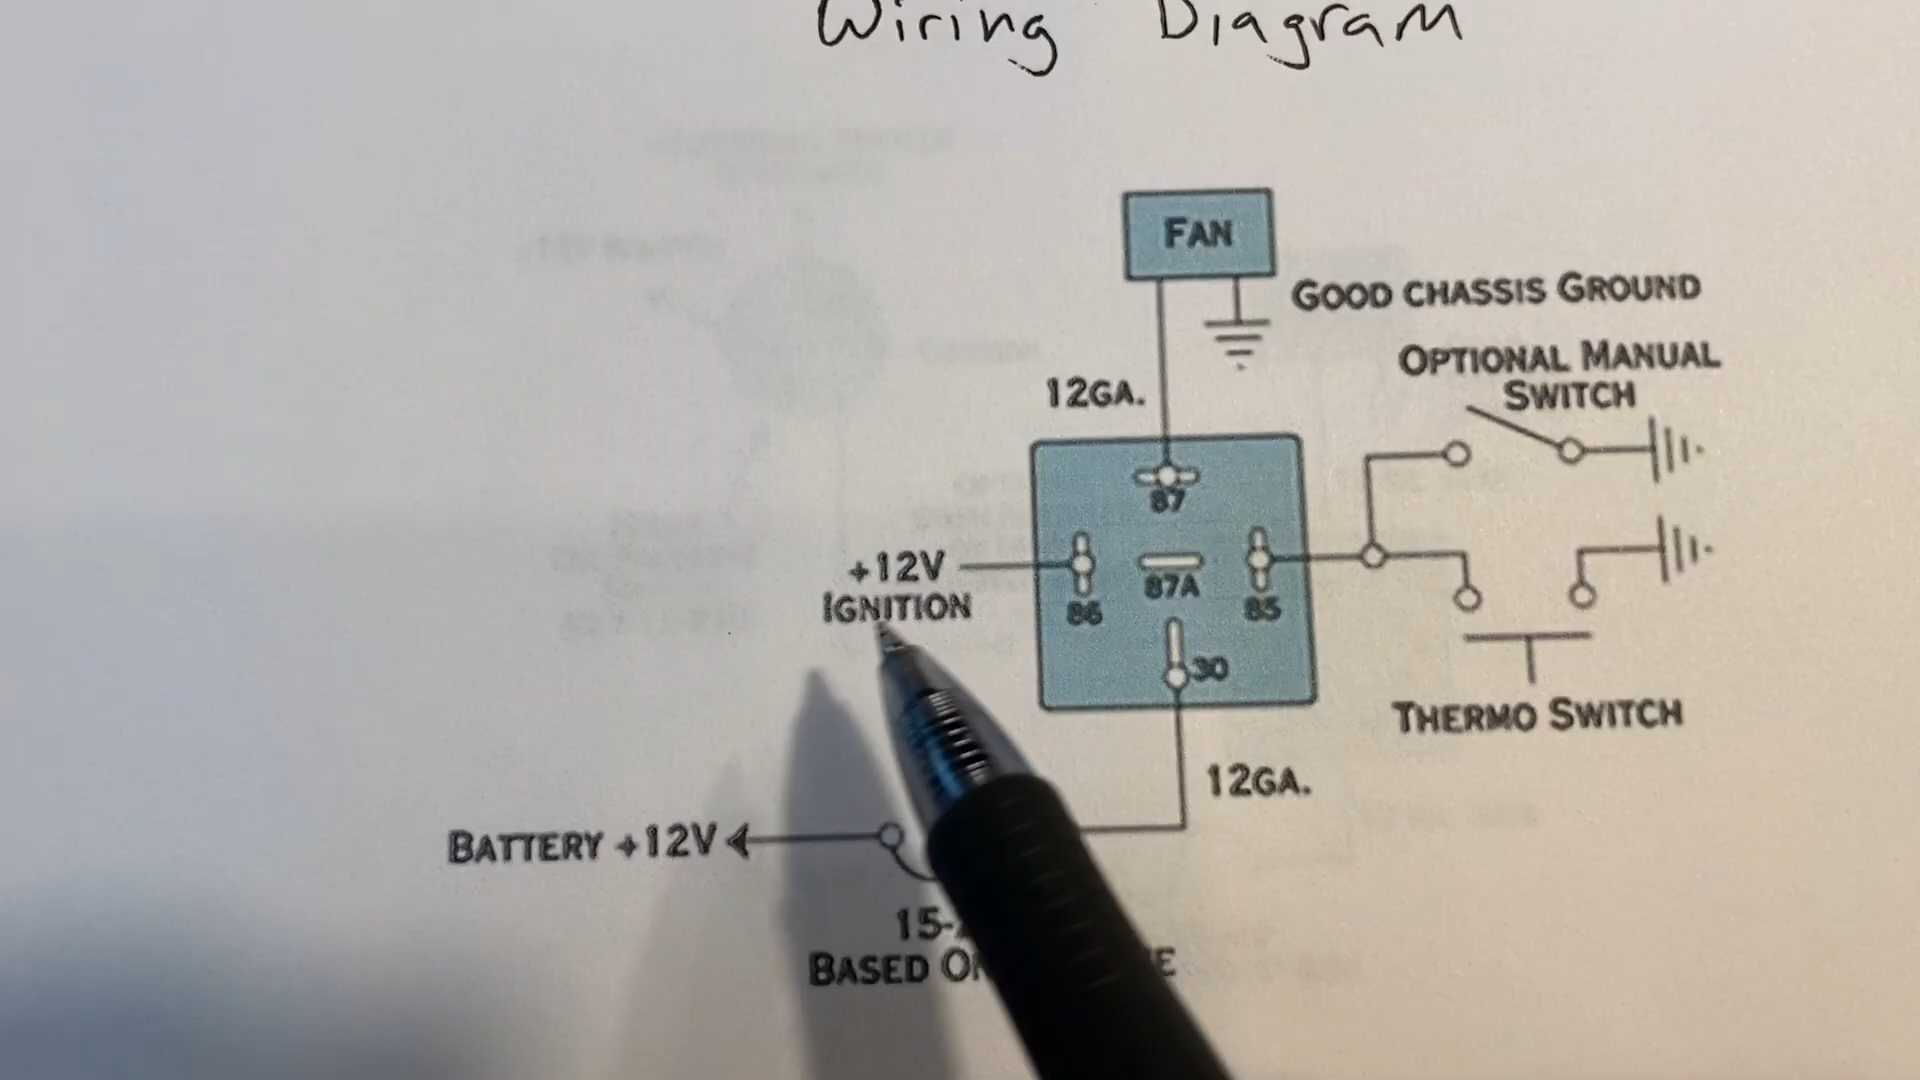 Wiring Diagram
FAN
GOOD CHASSIS GROUND
OPTIONAL MANUAL
SWITCH
12GA.
87
+12V
IGNITION
86
87A
85
30
THERMO SWITCH
12GA.
BATTERY +12V
15-
BASED